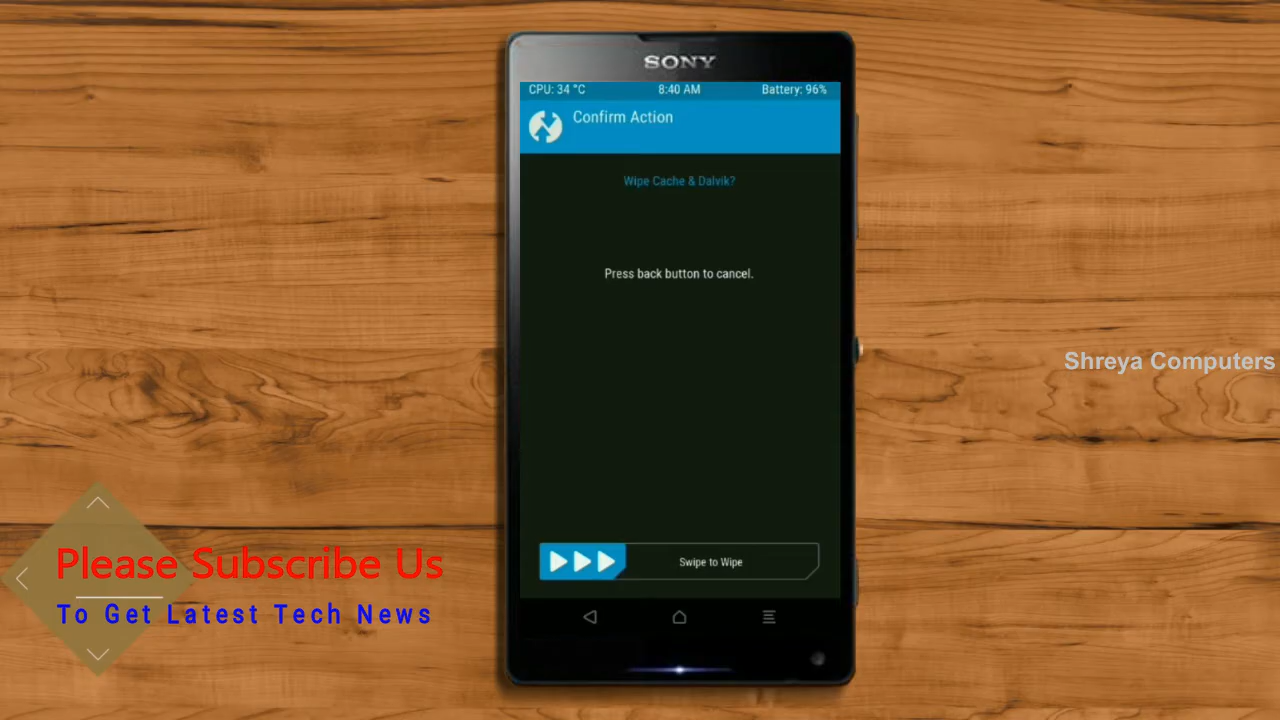 SONY
CPU: 34 °C 8:40 AM Battery: 96%
Confirm Action
Wipe Cache & Dalvik?
Press back button to cancel.
Shreya Computers
Swipe to Wipe
Please Subscribe Us
To Get Latest Tech News